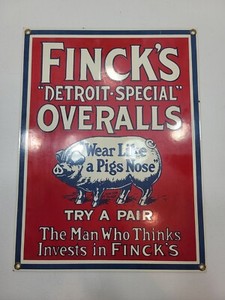 FINCK'S
"DETROIT-SPECIAL"
OVERALLS
"Wear Like
a Pigs Nose"
TRY A PAIR
The Man Who Thinks
Invests in FINCK'S